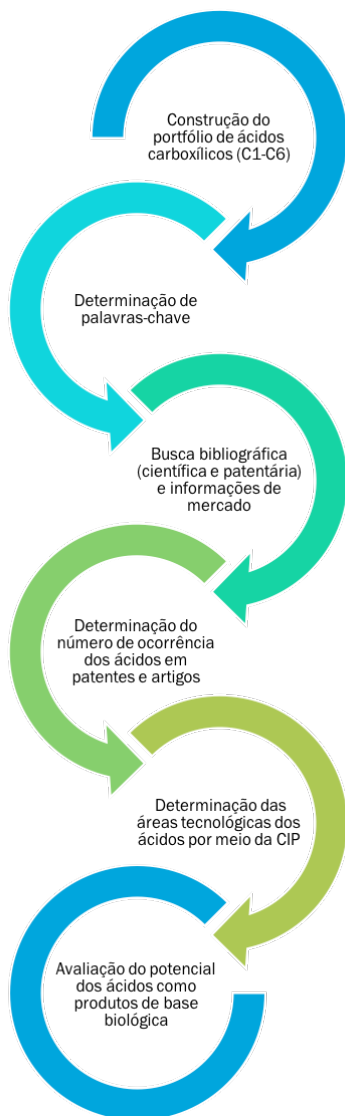 Construção do
portfólio de ácidos
carboxílicos (C1-C6)
Determinação de
palavras-chave
Busca bibliográfica
(científica e patentária)
e informações de
mercado
Determinação do
número de ocorrência
dos ácidos em
patentes e artigos
Determinação das
áreas tecnológicas dos
ácidos por meio da CIP
Avaliação do potencial
dos ácidos como
produtos de base
biológica